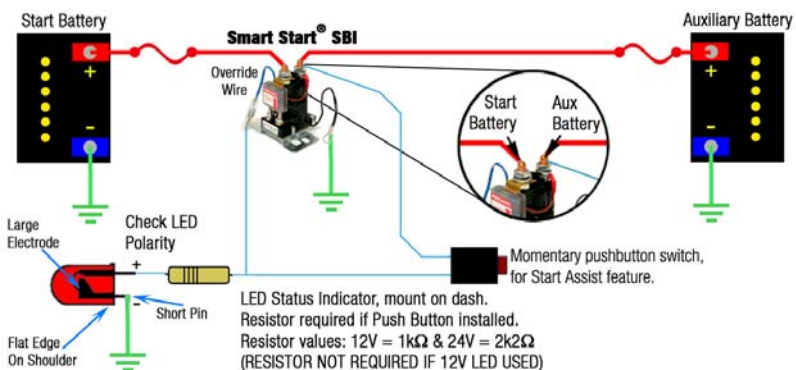 Start Battery
Auxiliary Battery
Smart Start® SBI
Override
Wire
+
-
+
-
Start
Battery
Aux
Battery
Large
Electrode
Check LED
Polarity
+
-
Short Pin
Flat Edge
On Shoulder
Momentary pushbutton switch,
for Start Assist feature.
LED Status Indicator, mount on dash.
Resistor required if Push Button installed.
Resistor values: 12V = 1kΩ & 24V = 2k2Ω
(RESISTOR NOT REQUIRED IF 12V LED USED)